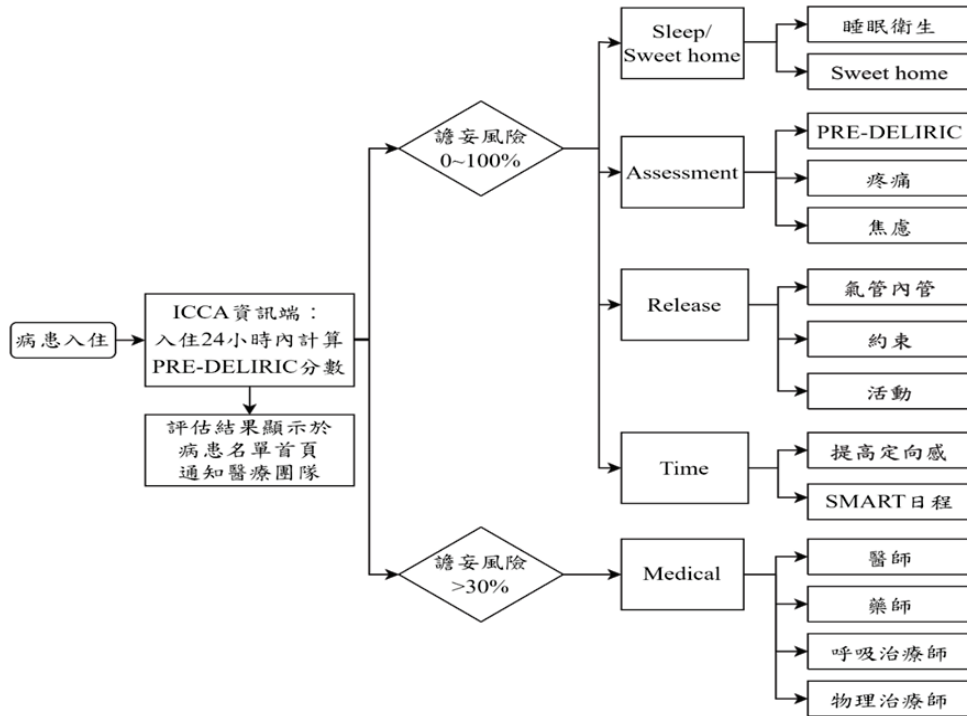 病患入住
ICCA資訊端：
入住24小時內計算
PRE-DELIRIC分數
評估結果顯示於
病患名單首頁
通知醫療團隊
譫妄風險
0~100%
Sleep/
Sweet home
睡眠衛生
Sweet home
Assessment
PRE-DELIRIC
疼痛
焦慮
Release
氣管內管
約束
活動
Time
提高定向感
SMART日程
譫妄風險
>30%
Medical
醫師
藥師
呼吸治療師
物理治療師